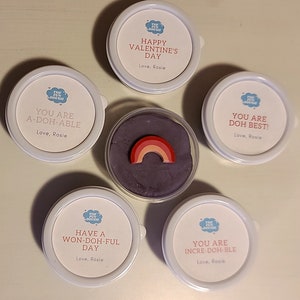 HAPPY
VALENTINE'S
DAY
Love, Rosie
YOU ARE
A-DOH-ABLE
Love, Rosie
YOU ARE
DOH BEST!
Love, Rosie
HAVE A
WON-DOH-FUL
DAY
Love, Rosie
YOU ARE
INCRE-DOH-BLE
Love, Rosie